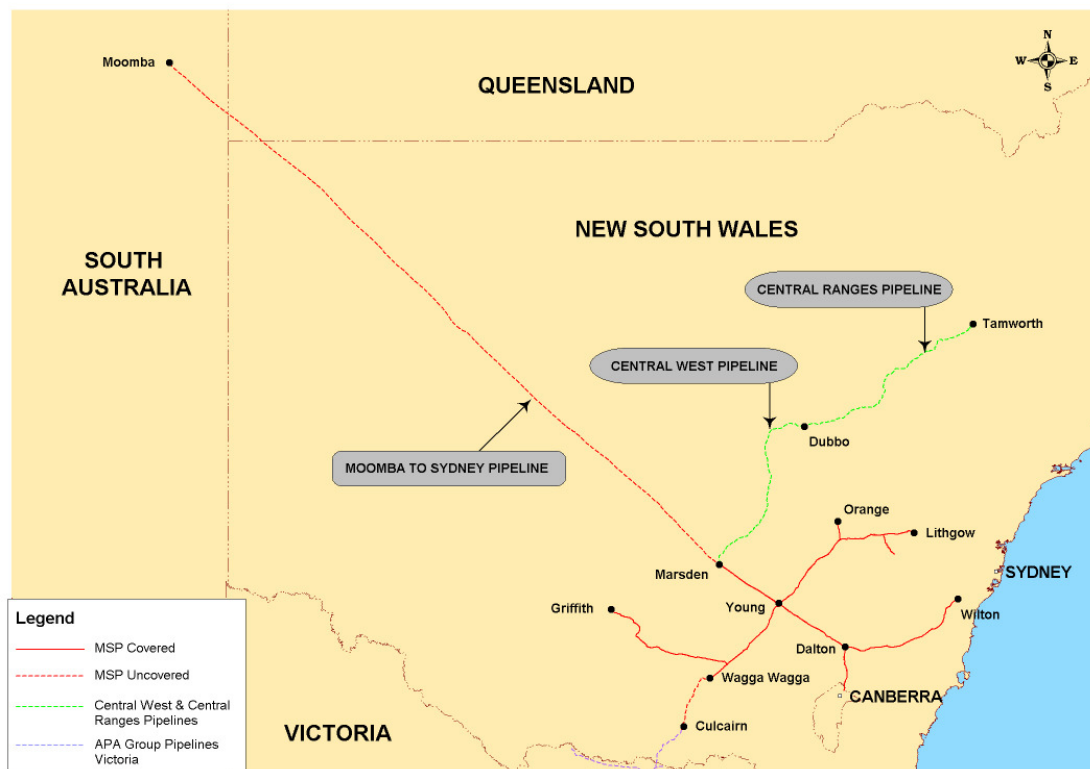 N
W E
S
Moomba
QUEENSLAND
NEW SOUTH WALES
SOUTH
AUSTRALIA
CENTRAL RANGES PIPELINE
Tamworth
CENTRAL WEST PIPELINE
Dubbo
MOOMBA TO SYDNEY PIPELINE
Orange
Lithgow
Marsden
SYDNEY
Griffith
Young
Wilton
Dalton
Wagga Wagga
CANBERRA
Culcairn
VICTORIA
Legend
MSP Covered
MSP Uncovered
Central West & Central
Ranges Pipelines
APA Group Pipelines
Victoria